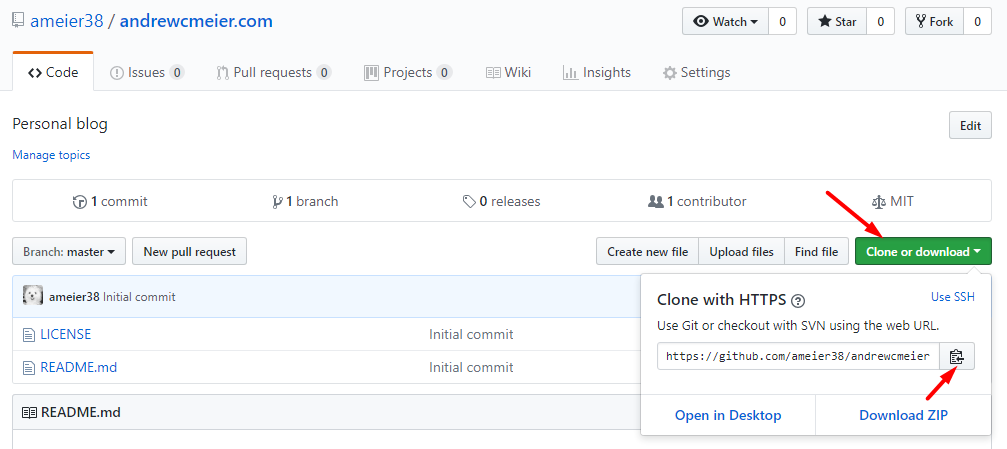 ameier38 / andrewcmeier.com
Watch 0 Star 0 Fork 0
Code Issues 0 Pull requests 0 Projects 0 Wiki Insights Settings
Personal blog
Edit
Manage topics
1 commit 1 branch 0 releases 1 contributor MIT
Branch: master New pull request Create new file Upload files Find file Clone or download
ameier38 Initial commit
Clone with HTTPS ? Use SSH
Use Git or checkout with SVN using the web URL.
LICENSE Initial commit
https://github.com/ameier38/andrewcmeier
README.md Initial commit
README.md
Open in Desktop Download ZIP